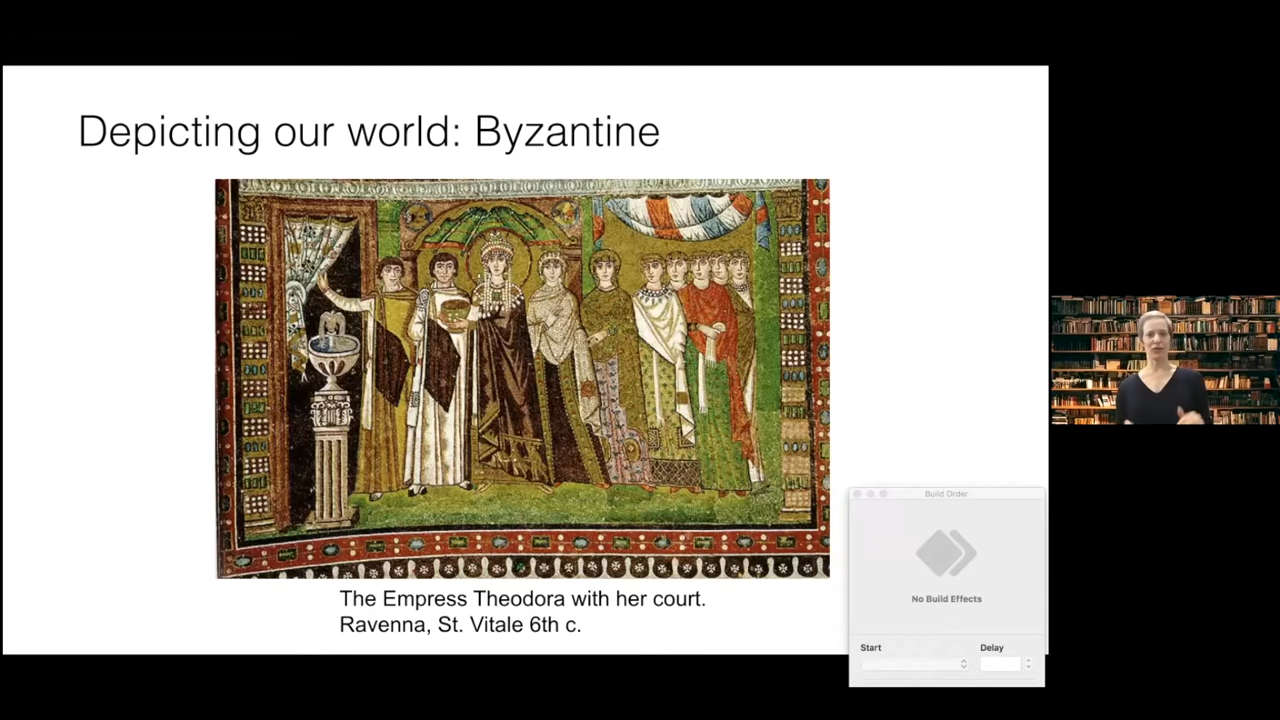 Depicting our world: Byzantine
The Empress Theodora with her court.
Ravenna, St. Vitale 6th c.
Build Order
No Build Effects
Start Delay